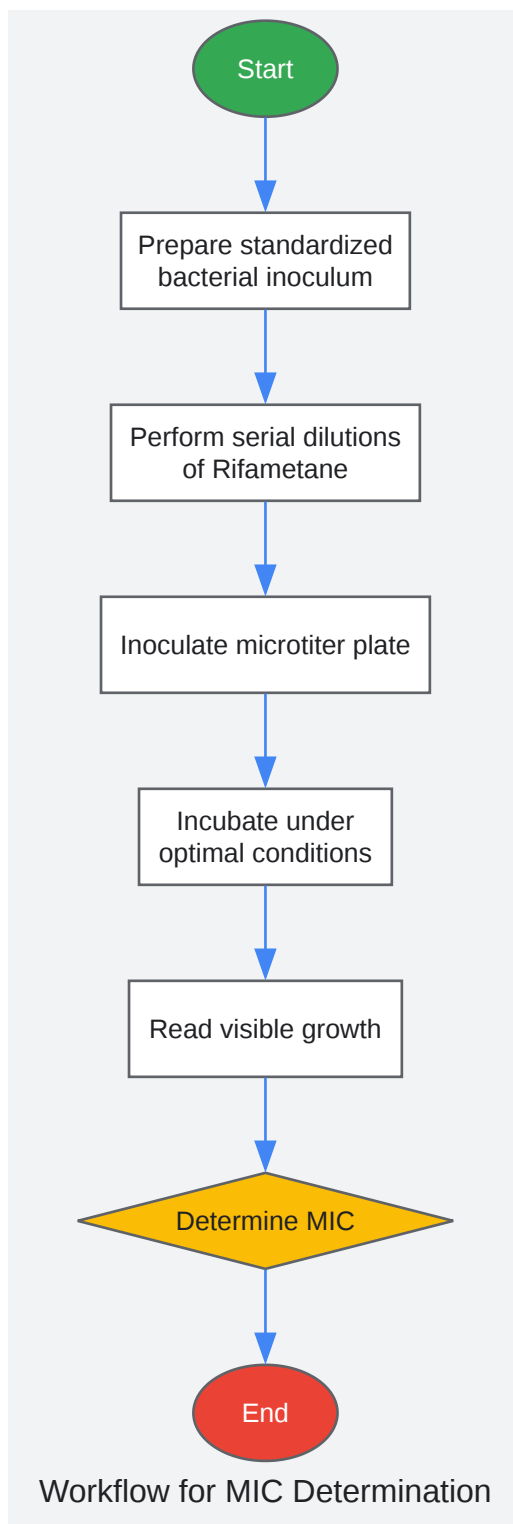 Start
Prepare standardized
bacterial inoculum
Perform serial dilutions
of Rifametane
Inoculate microtiter plate
Incubate under
optimal conditions
Read visible growth
Determine MIC
End
Workflow for MIC Determination